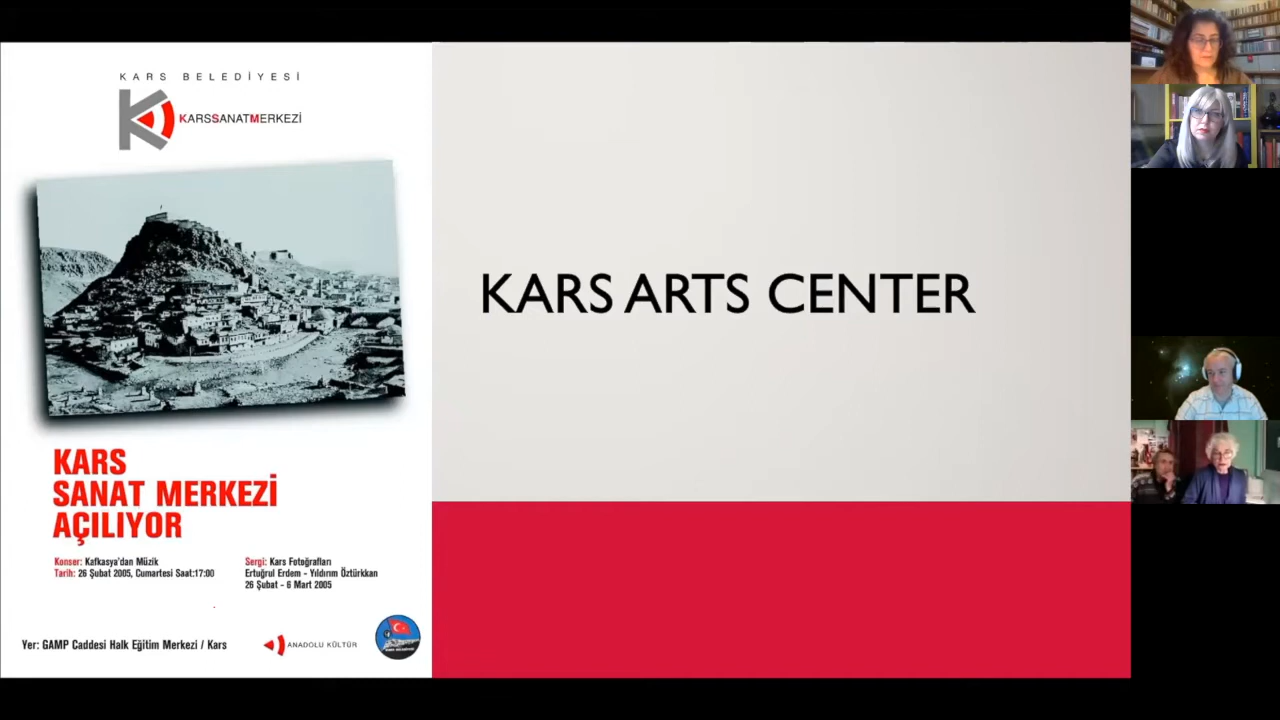 KARS BELEDİYESİ
KARSSANATMERKEZİ
KARS
SANAT MERKEZİ
AÇILIYOR
Konser: Kafkasya'dan Müzik
Tarih: 26 Şubat 2005, Cumartesi Saat:17:00
Sergi: Kars Fotoğrafları
Ertuğrul Erdem - Yıldırım Öztürkkan
26 Şubat - 6 Mart 2005
Yer: GAMP Caddesi Halk Eğitim Merkezi / Kars
ANADOLU KÜLTÜR
KARS ARTS CENTER